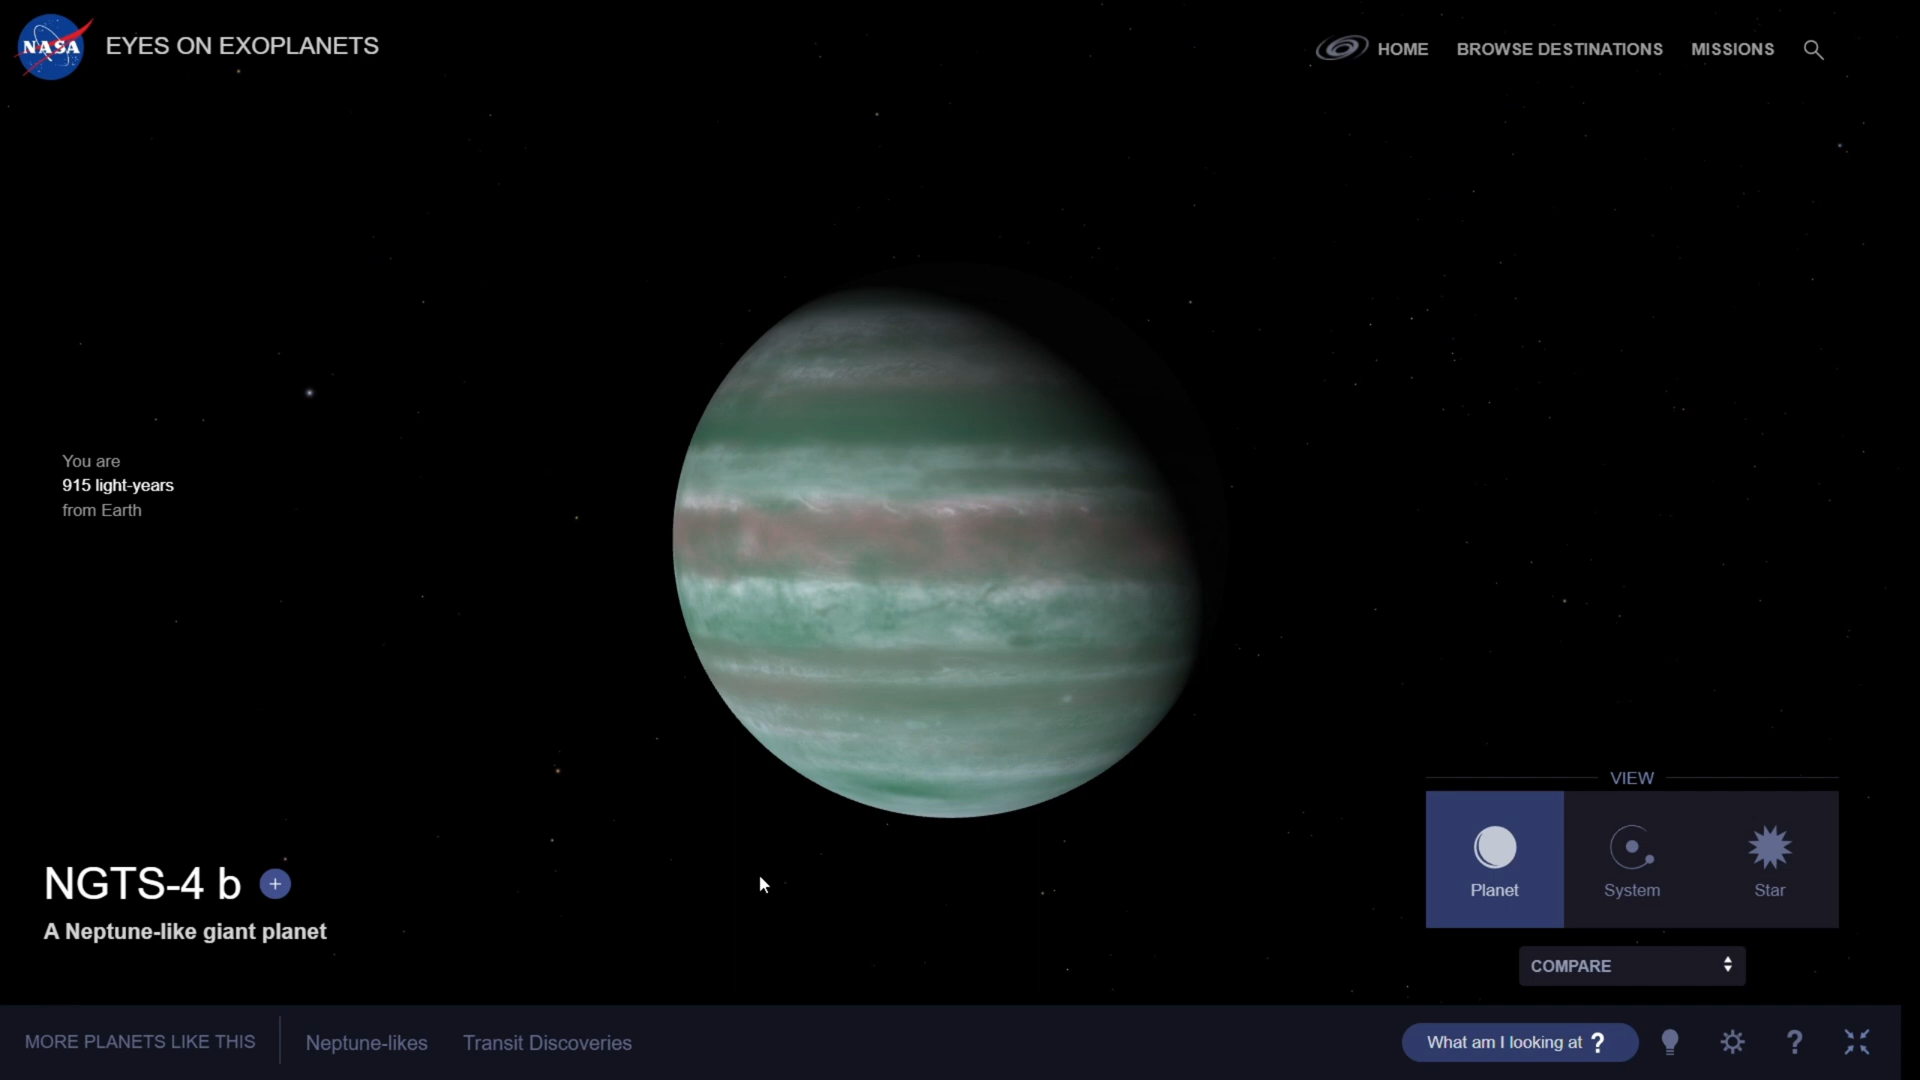 NASA
EYES ON EXOPLANETS
HOME
BROWSE DESTINATIONS
MISSIONS
You are
915 light-years
from Earth
NGTS-4 b +
A Neptune-like giant planet
VIEW
Planet
System
Star
COMPARE
MORE PLANETS LIKE THIS
Neptune-likes
Transit Discoveries
What am I looking at ?
?